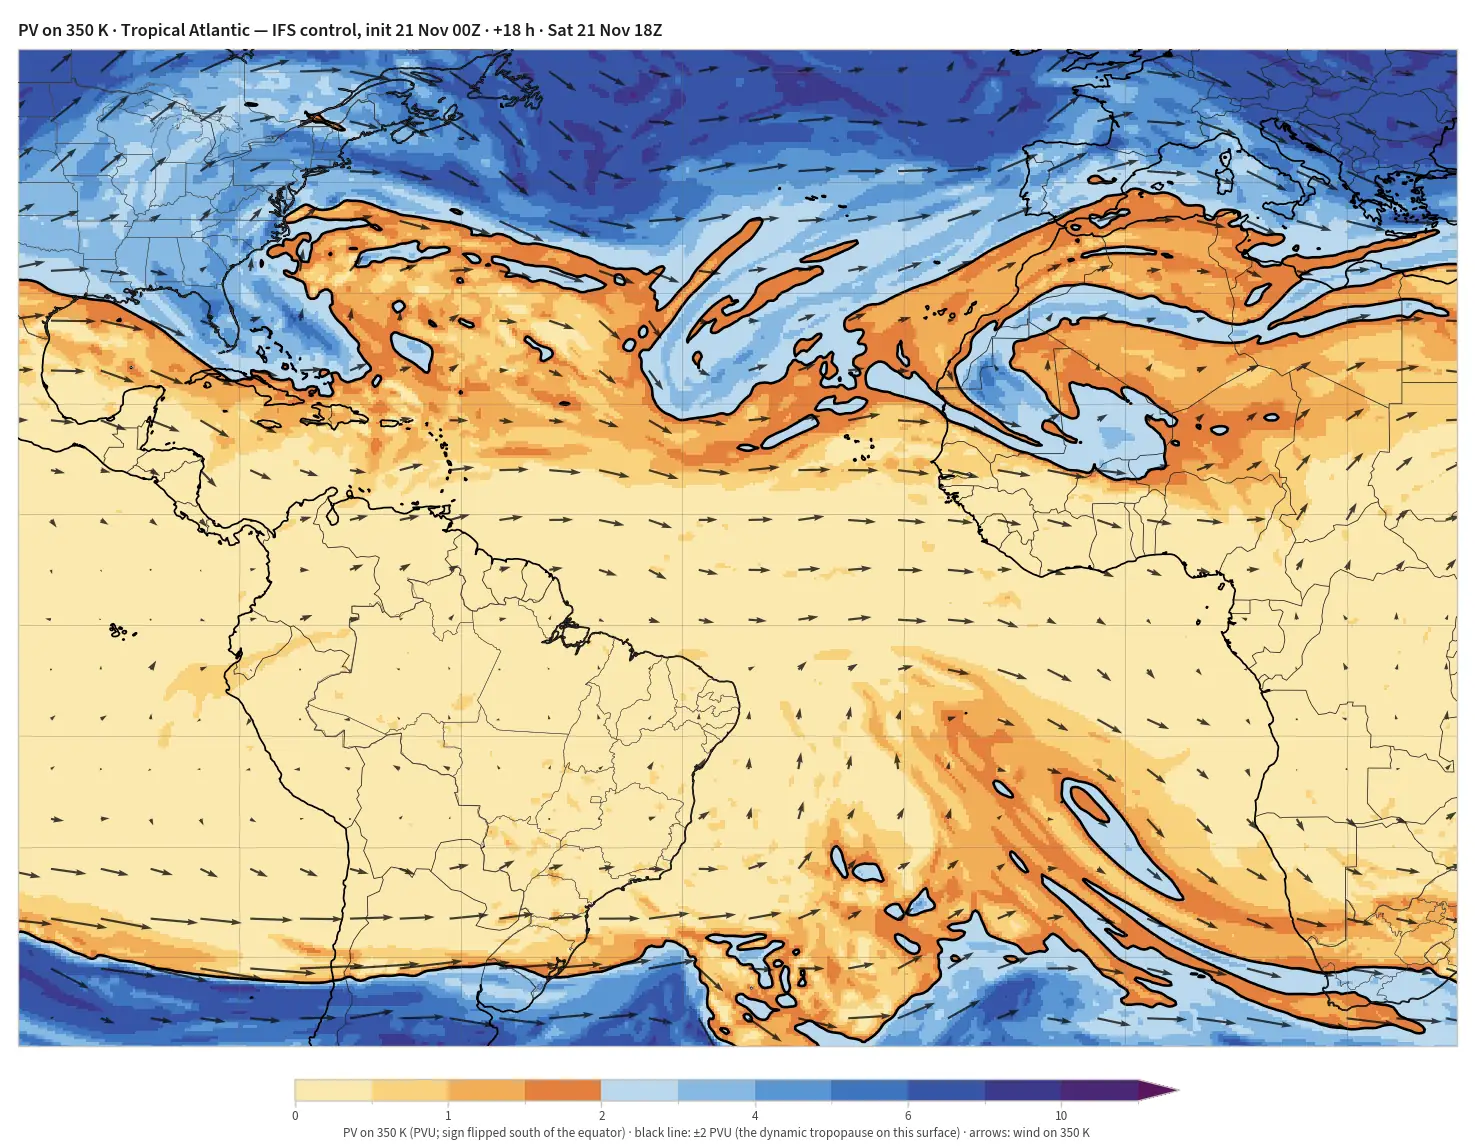 PV on 350 K · Tropical Atlantic — IFS control, init 21 Nov 00Z · +18 h · Sat 21 Nov 18Z
0 1 2 4 6 10
PV on 350 K (PVU; sign flipped south of the equator) · black line: ±2 PVU (the dynamic tropopause on this surface) · arrows: wind on 350 K